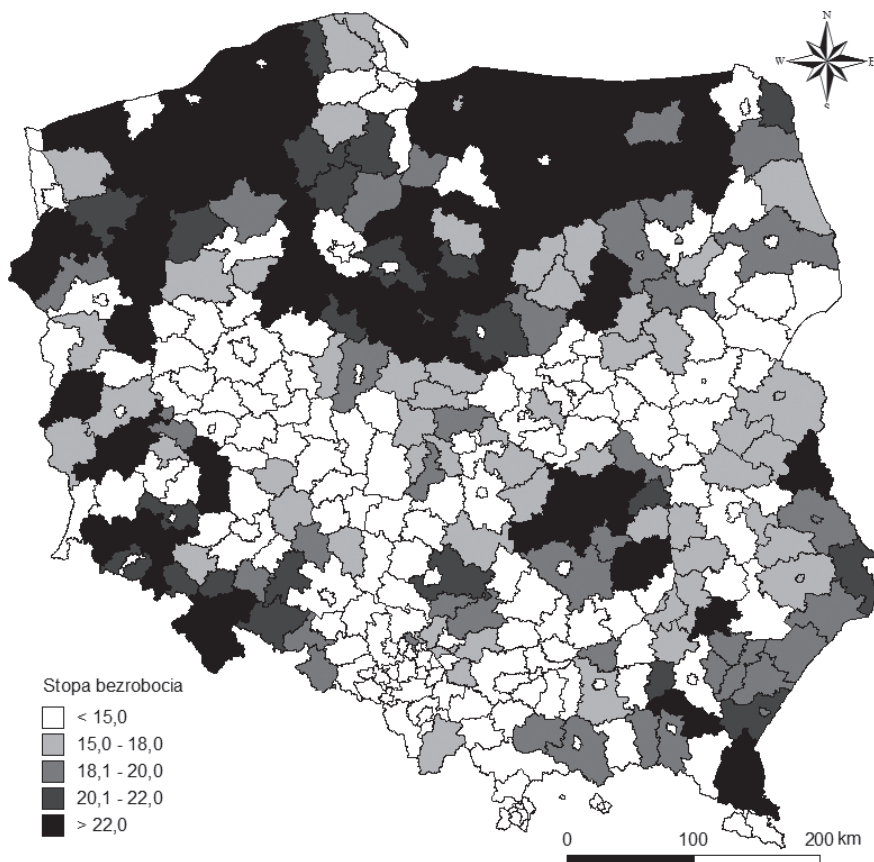 N
W E
S
Stopa bezrobocia
< 15,0
15,0 - 18,0
18,1 - 20,0
20,1 - 22,0
> 22,0
0 100 200 km